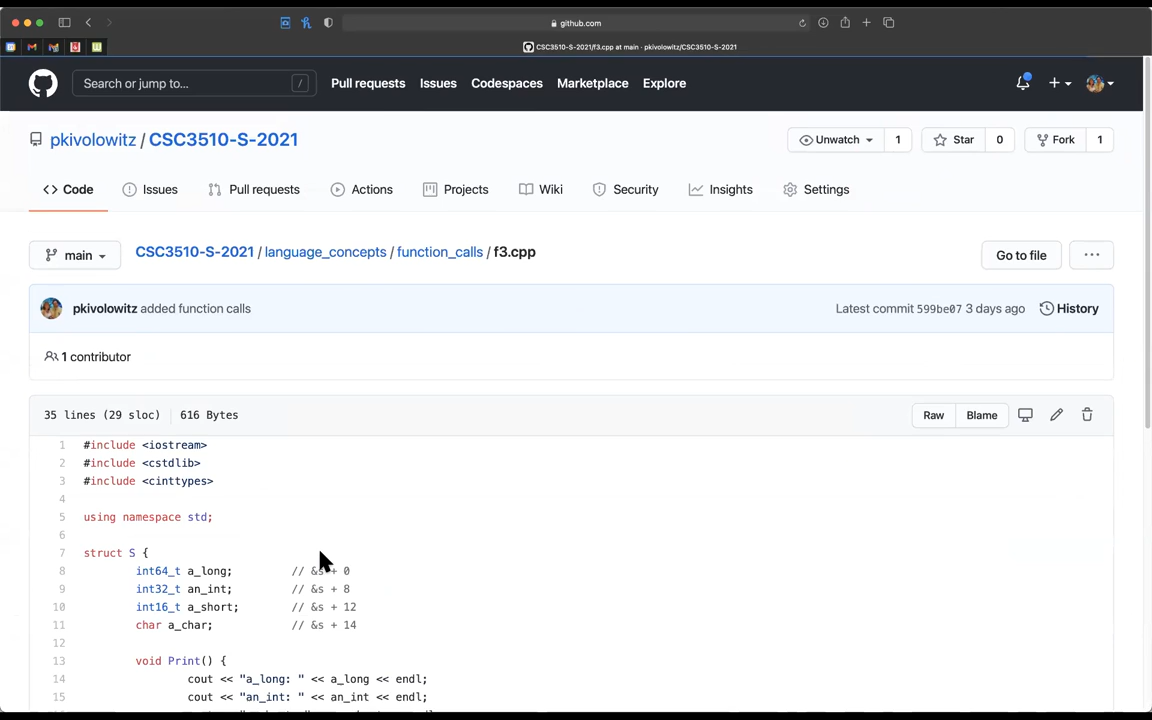 github.com
CSC3510-S-2021/f3.cpp at main · pkivolowitz/CSC3510-S-2021
Search or jump to... /
Pull requests Issues Codespaces Marketplace Explore
pkivolowitz / CSC3510-S-2021
Unwatch 1 Star 0 Fork 1
Code Issues Pull requests Actions Projects Wiki Security Insights Settings
main CSC3510-S-2021 / language_concepts / function_calls / f3.cpp Go to file ...
pkivolowitz added function calls Latest commit 599be07 3 days ago History
1 contributor
35 lines (29 sloc) 616 Bytes Raw Blame
1 #include <iostream>
2 #include <cstdlib>
3 #include <cinttypes>
4
5 using namespace std;
6
7 struct S {
8 int64_t a_long; // &s + 0
9 int32_t an_int; // &s + 8
10 int16_t a_short; // &s + 12
11 char a_char; // &s + 14
12
13 void Print() {
14 cout << "a_long: " << a_long << endl;
15 cout << "an_int: " << an_int << endl;